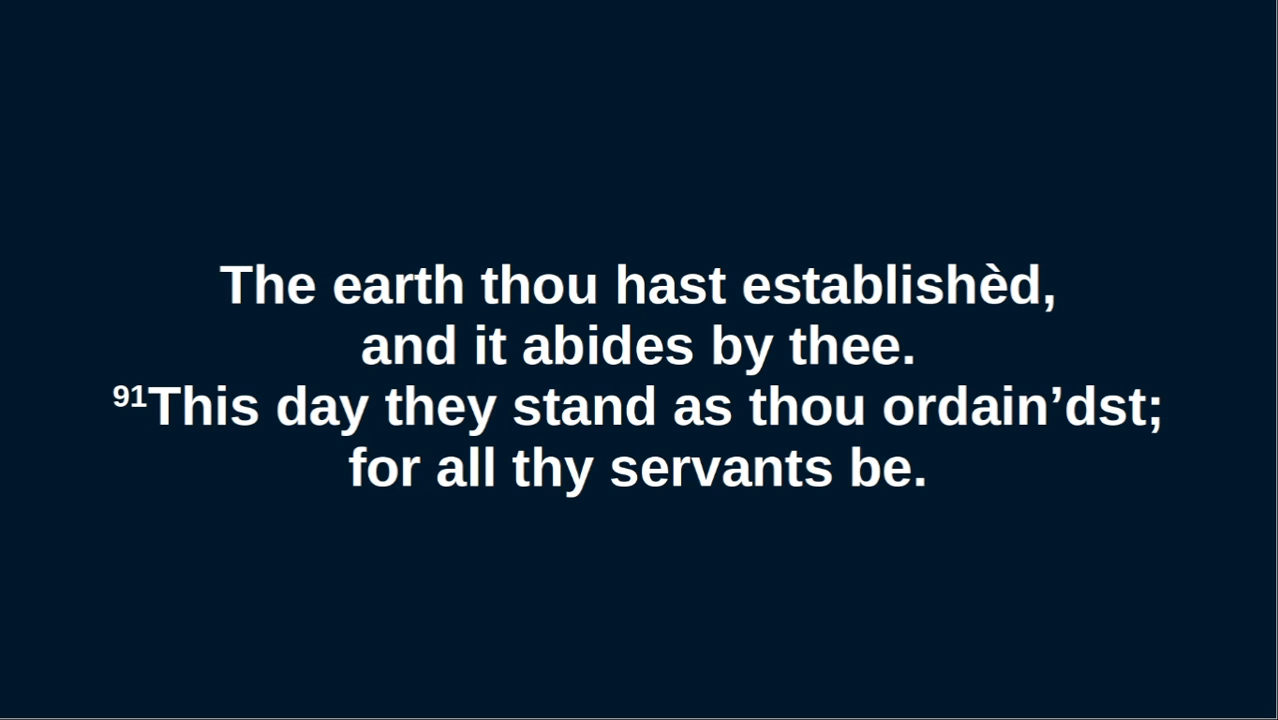 The earth thou hast establishèd,
and it abides by thee.
⁹¹This day they stand as thou ordain’dst;
for all thy servants be.